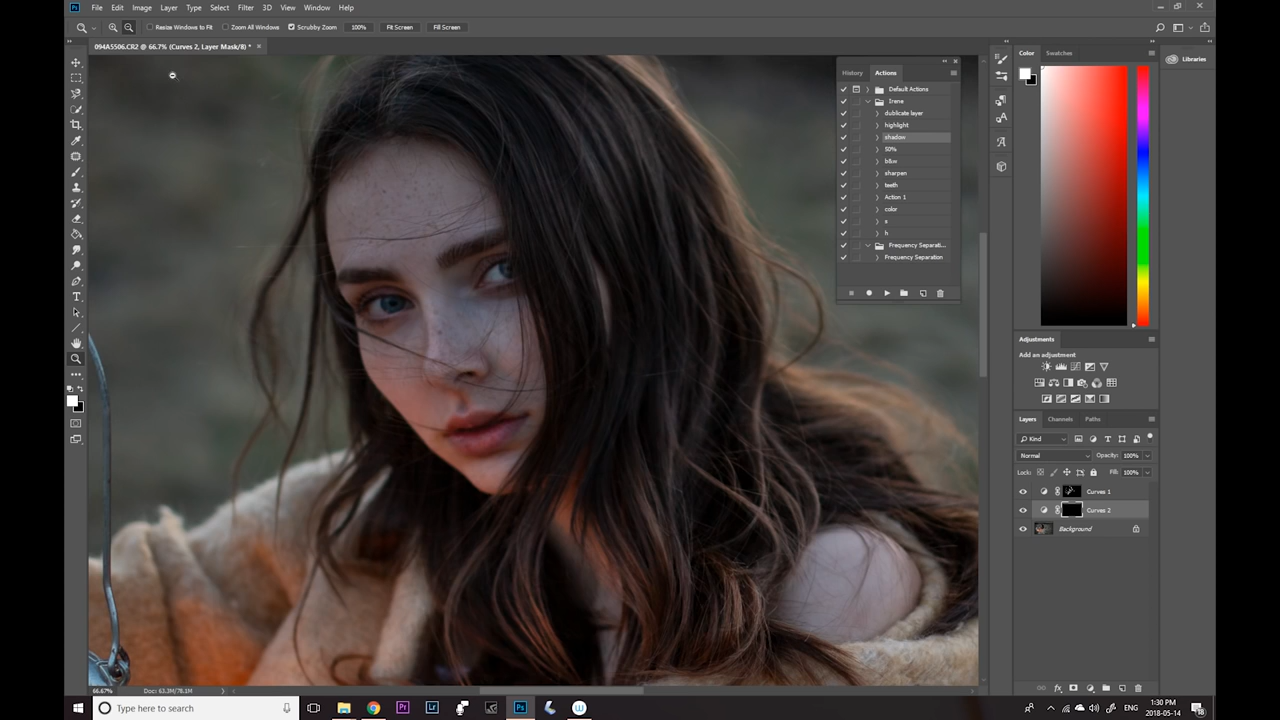 Ps File Edit Image Layer Type Select Filter 3D View Window Help
Resize Windows to Fit Zoom All Windows Scrubby Zoom 100% Fit Screen Fill Screen
094A5506.CR2 @ 66.7% (Curves 2, Layer Mask/8) * ×
History Actions
Default Actions
Irene
dublicate layer
highlight
shadow
50%
b&w
sharpen
teeth
Action 1
color
s
h
Frequency Separati...
Frequency Separation
Color Swatches
Libraries
Adjustments
Add an adjustment
Layers Channels Paths
Kind
Normal Opacity: 100%
Lock: Fill: 100%
Curves 1
Curves 2
Background
66.67% Doc: 63.3M/78.1M
Type here to search
Pr Lr Ps
ENG 1:30 PM
2018-05-14